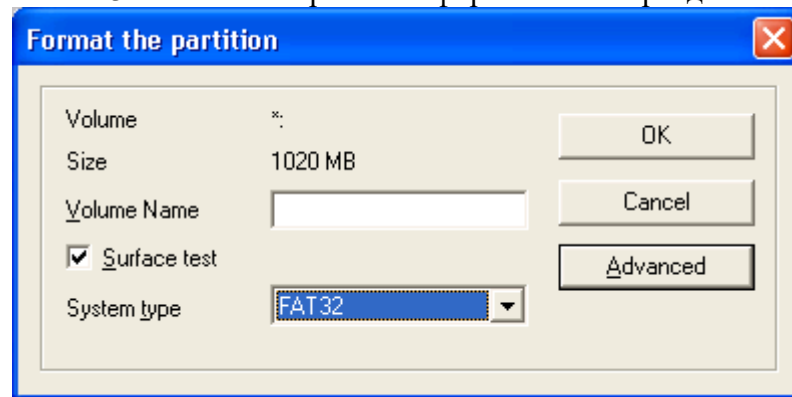 Format the partition
Volume *:
OK
Size 1020 MB
Volume Name
Cancel
Surface test
Advanced
System type FAT32